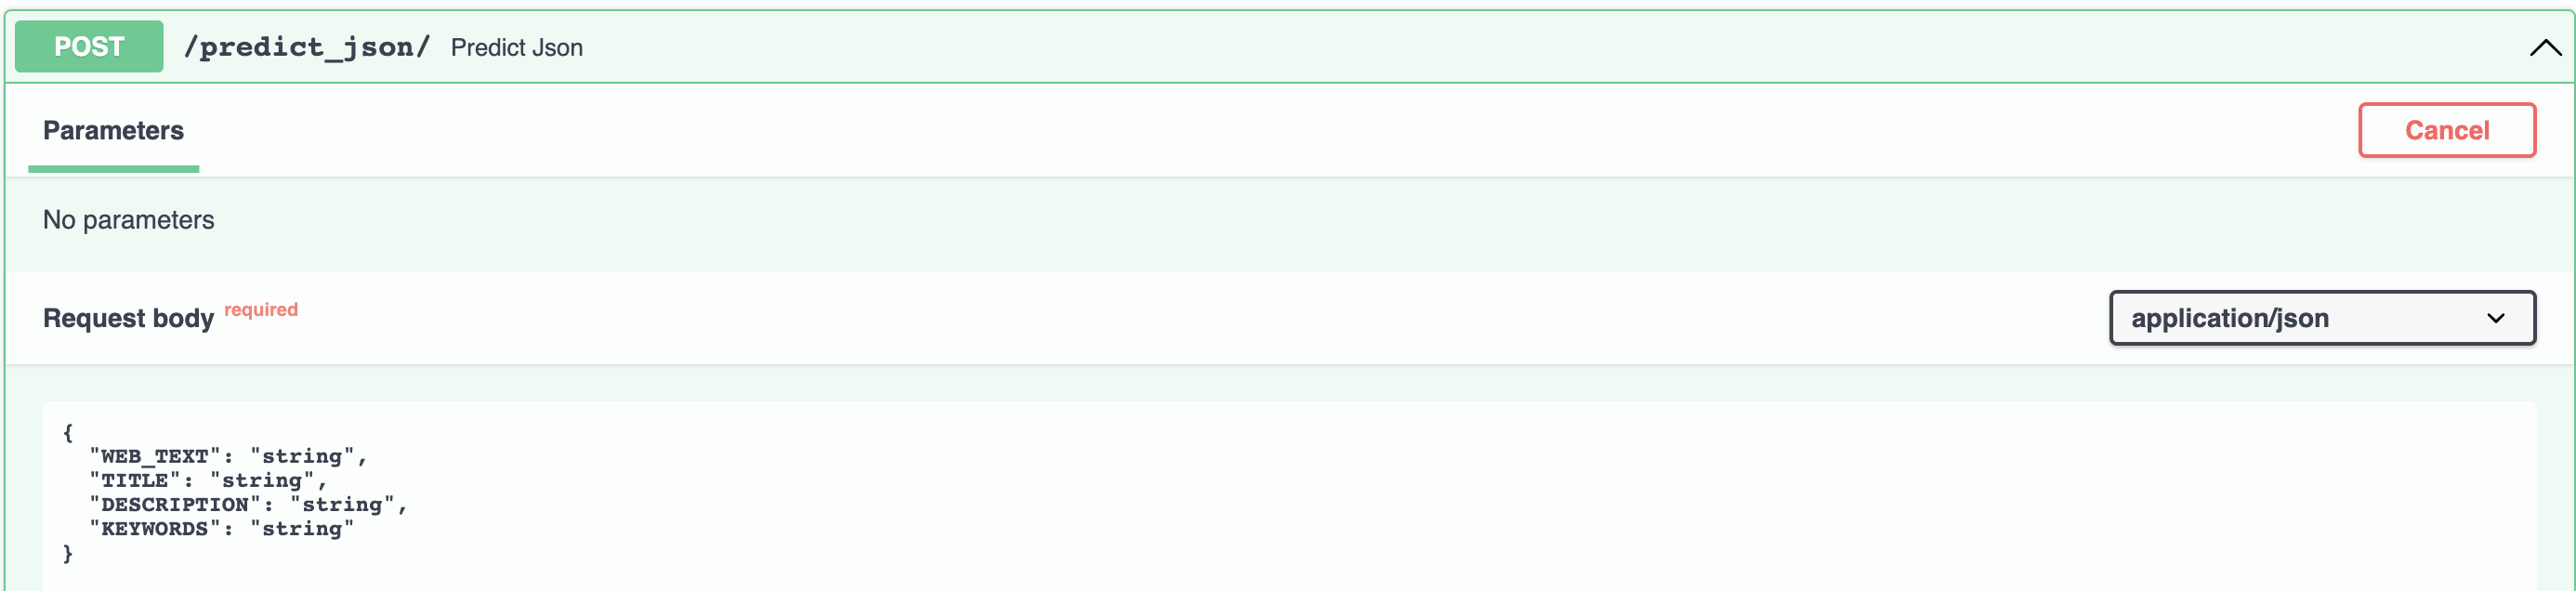 POST /predict_json/ Predict Json
Parameters
Cancel
No parameters
Request body required
application/json
{
  "WEB_TEXT": "string",
  "TITLE": "string",
  "DESCRIPTION": "string",
  "KEYWORDS": "string"
}